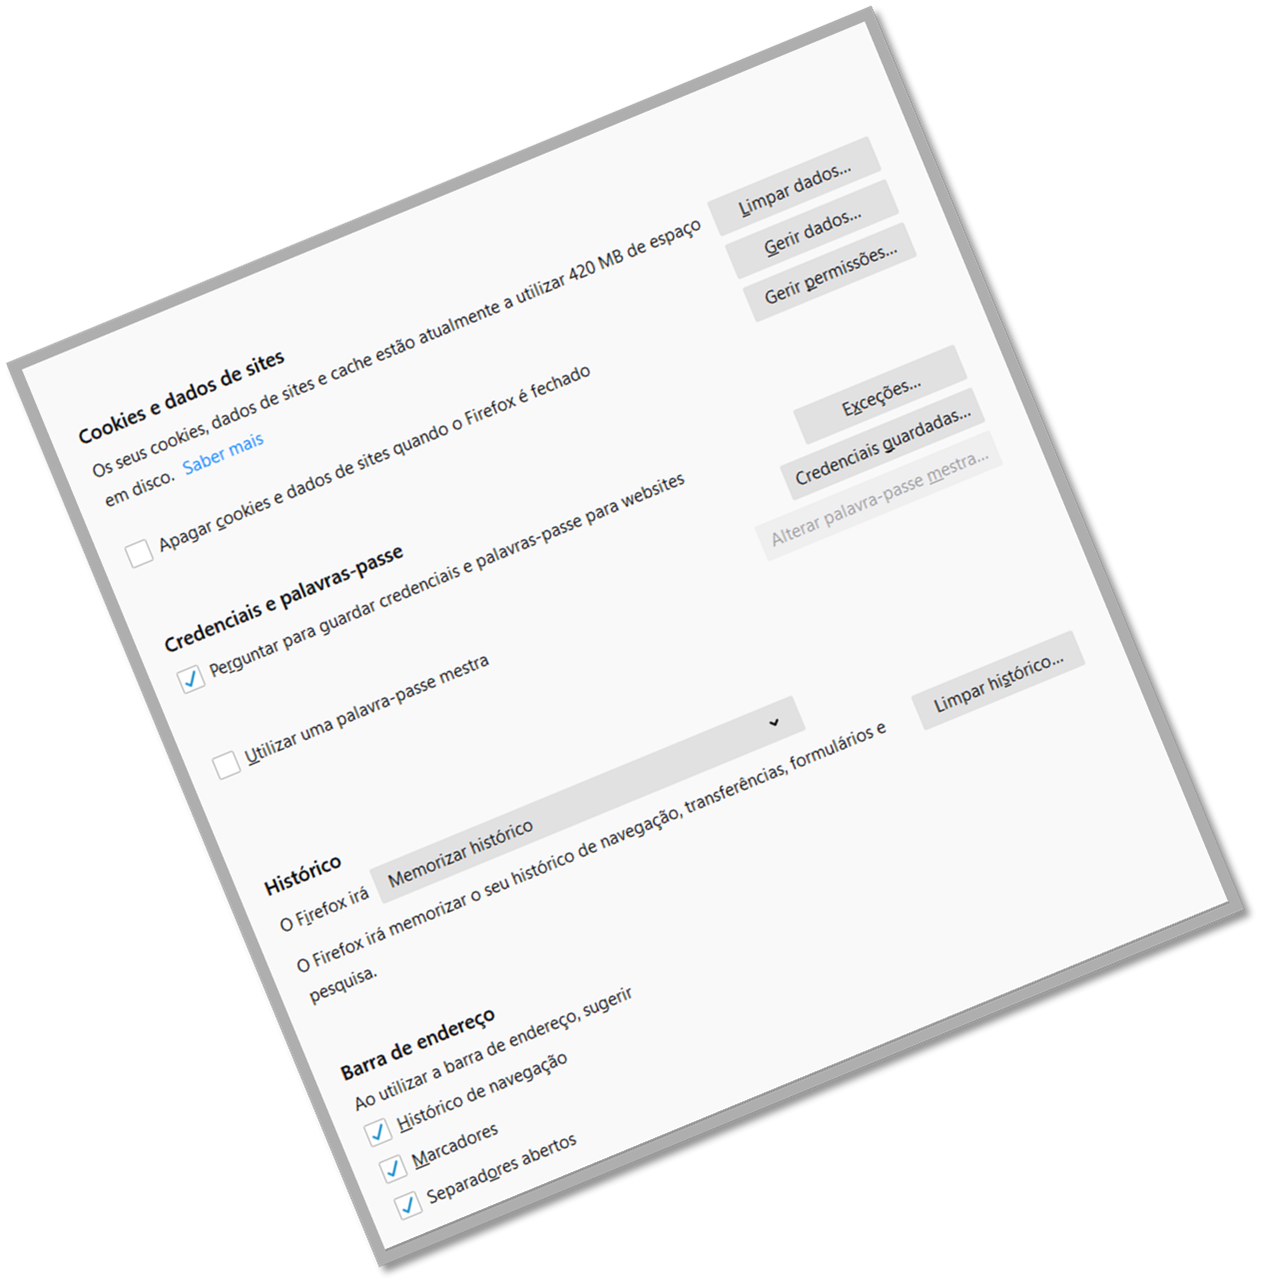 Cookies e dados de sites
Os seus cookies, dados de sites e cache estão atualmente a utilizar 420 MB de espaço
em disco. Saber mais
Limpar dados...
Gerir dados...
Gerir permissões...
Apagar cookies e dados de sites quando o Firefox é fechado
Credenciais e palavras-passe
Perguntar para guardar credenciais e palavras-passe para websites
Exceções...
Credenciais guardadas...
Alterar palavra-passe mestra...
Utilizar uma palavra-passe mestra
Histórico
O Firefox irá Memorizar histórico
O Firefox irá memorizar o seu histórico de navegação, transferências, formulários e
pesquisa.
Limpar histórico...
Barra de endereço
Ao utilizar a barra de endereço, sugerir
Histórico de navegação
Marcadores
Separadores abertos